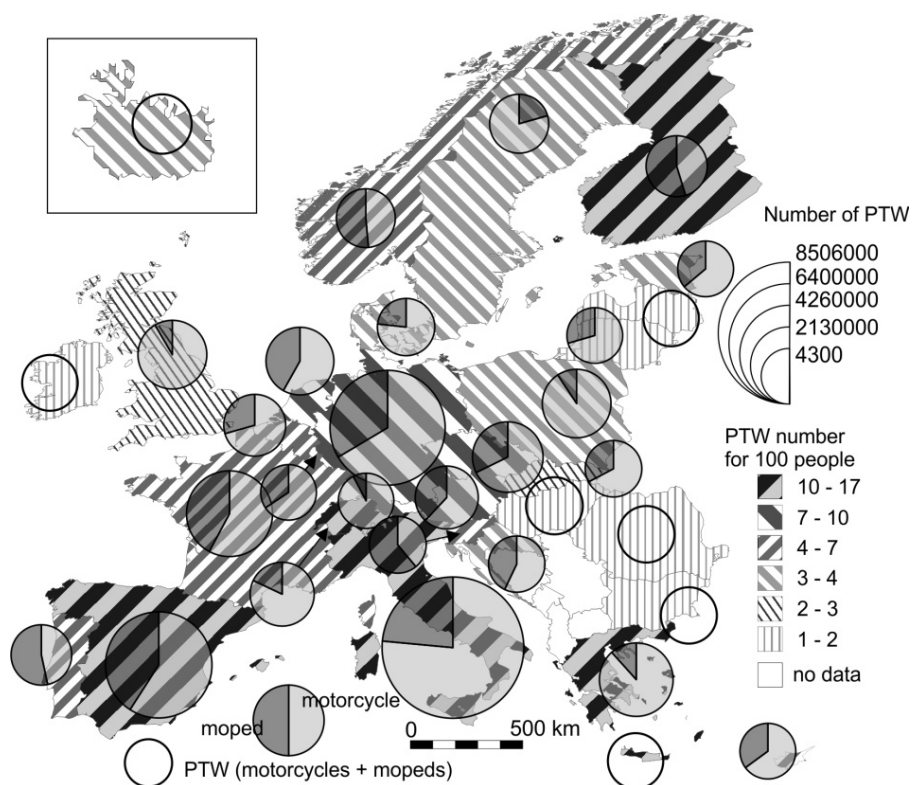 Number of PTW
8506000
6400000
4260000
2130000
4300
PTW number
for 100 people
10 - 17
7 - 10
4 - 7
3 - 4
2 - 3
1 - 2
no data
motorcycle
moped
0 500 km
PTW (motorcycles + mopeds)